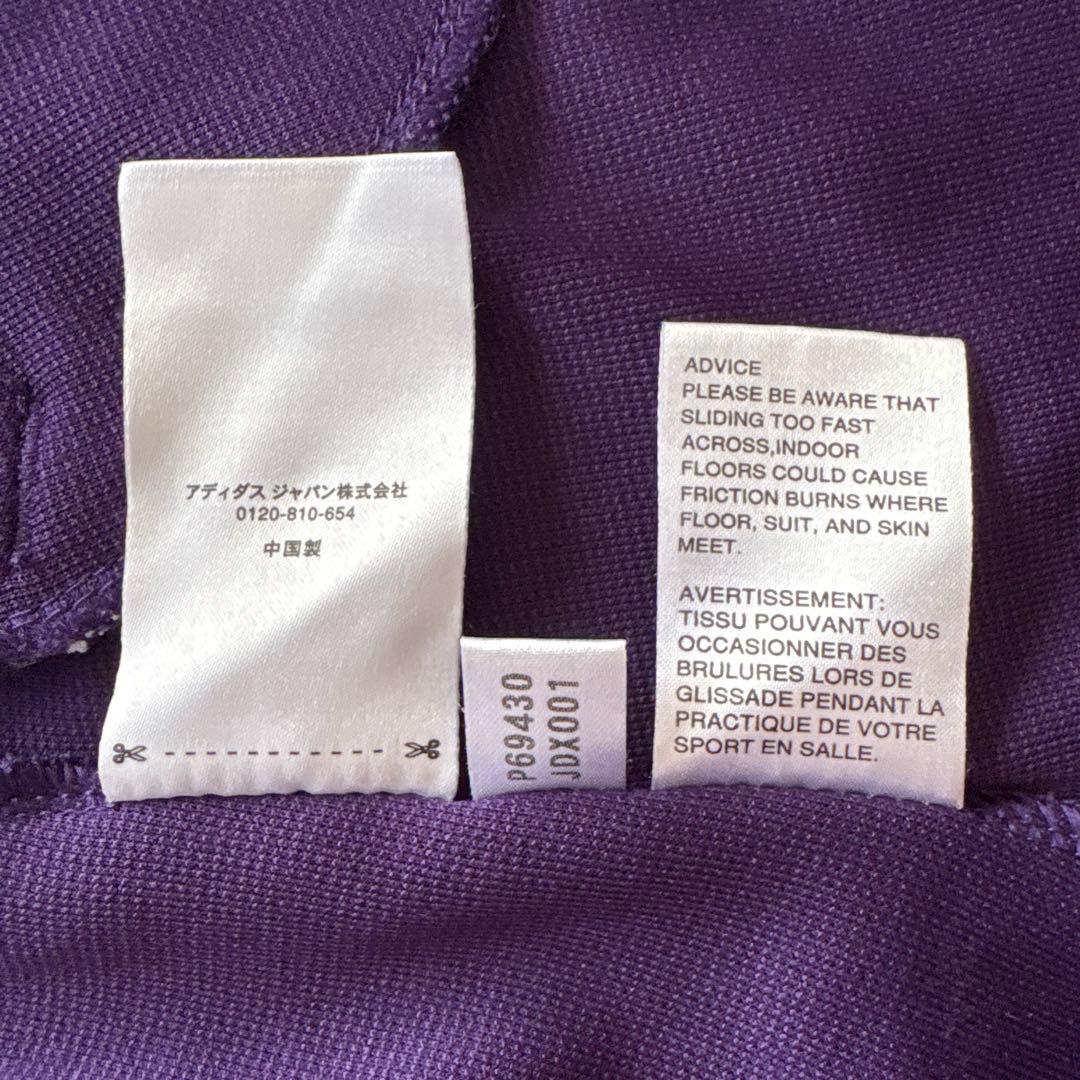 アディダス ジャパン株式会社
0120-810-654
中国製
P69430
JDX001
ADVICE
PLEASE BE AWARE THAT
SLIDING TOO FAST
ACROSS,INDOOR
FLOORS COULD CAUSE
FRICTION BURNS WHERE
FLOOR, SUIT, AND SKIN
MEET.
AVERTISSEMENT:
TISSU POUVANT VOUS
OCCASIONNER DES
BRULURES LORS DE
GLISSADE PENDANT LA
PRACTIQUE DE VOTRE
SPORT EN SALLE.